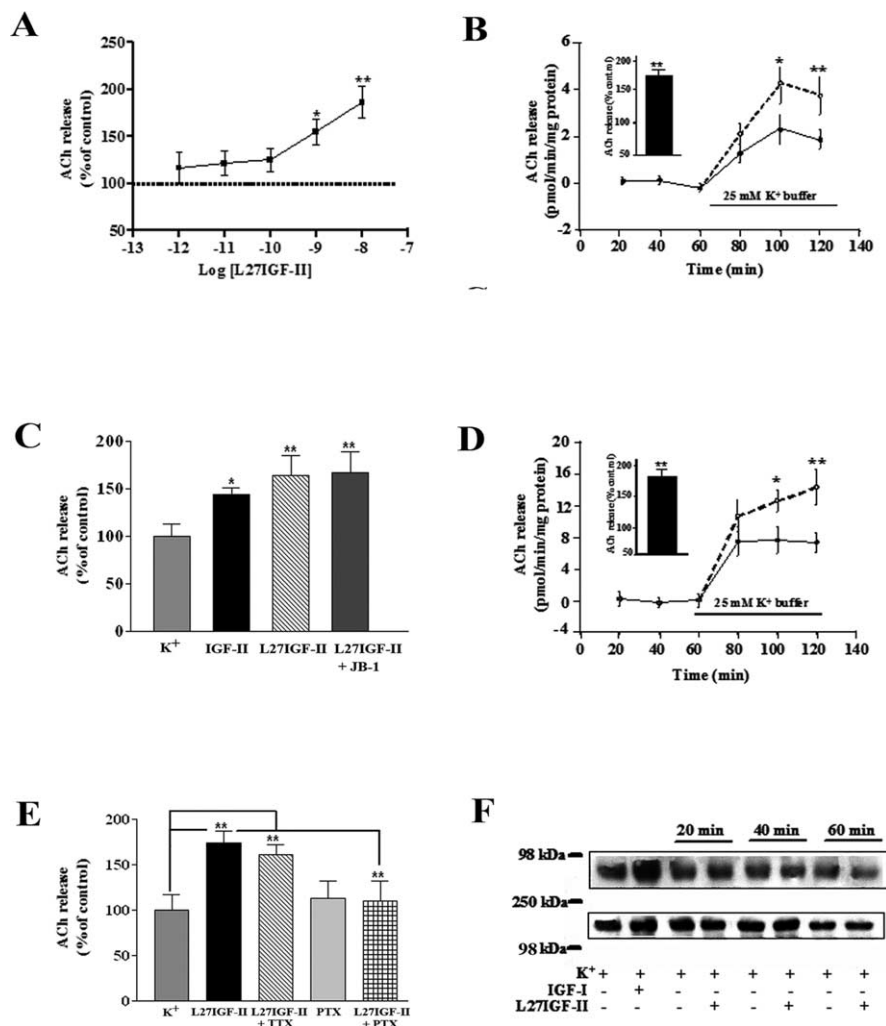 A
ACh release
(% of control)
250
200
150
100
50
-13 -12 -11 -10 -9 -8 -7
* **
Log [L27IGF-II]
B
ACh release
(pmol/min/mg protein)
6
4
2
0
-2
ACh release (% control)
200
150
100
50
**
* **
25 mM K+ buffer
20 40 60 80 100 120 140
Time (min)
C
ACh release
(% of control)
200
150
100
50
0
* ** **
K+ IGF-II L27IGF-II L27IGF-II
+ JB-1
D
ACh release
(pmol/min/mg protein)
20
16
12
8
4
0
-4
ACh release (% control)
200
150
100
50
**
* **
25 mM K+ buffer
20 40 60 80 100 120 140
Time (min)
E
ACh release
(% of control)
200
150
100
50
0
** ** **
K+ L27IGF-II L27IGF-II PTX L27IGF-II
+ TTX + PTX
F
20 min 40 min 60 min
98 kDa
250 kDa
98 kDa
K+ + + + + + + + +
IGF-I - + - - - - - -
L27IGF-II - - - + - + - +